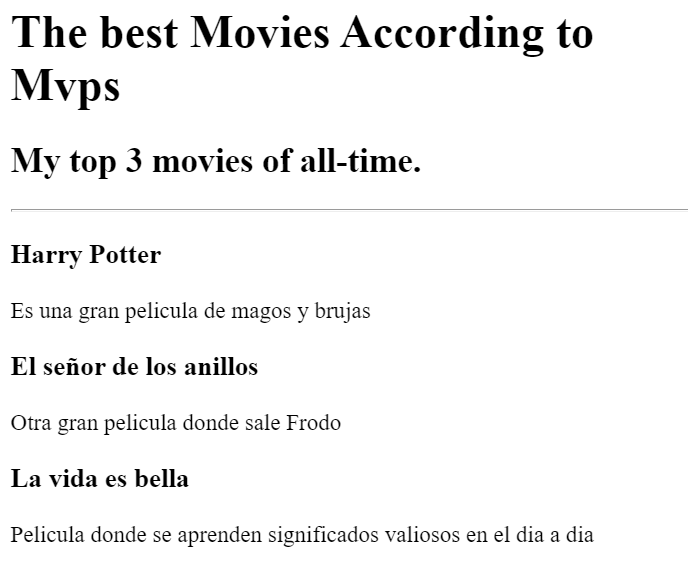 The best Movies According to
Mvps
My top 3 movies of all-time.
Harry Potter
Es una gran pelicula de magos y brujas
El señor de los anillos
Otra gran pelicula donde sale Frodo
La vida es bella
Pelicula donde se aprenden significados valiosos en el dia a dia